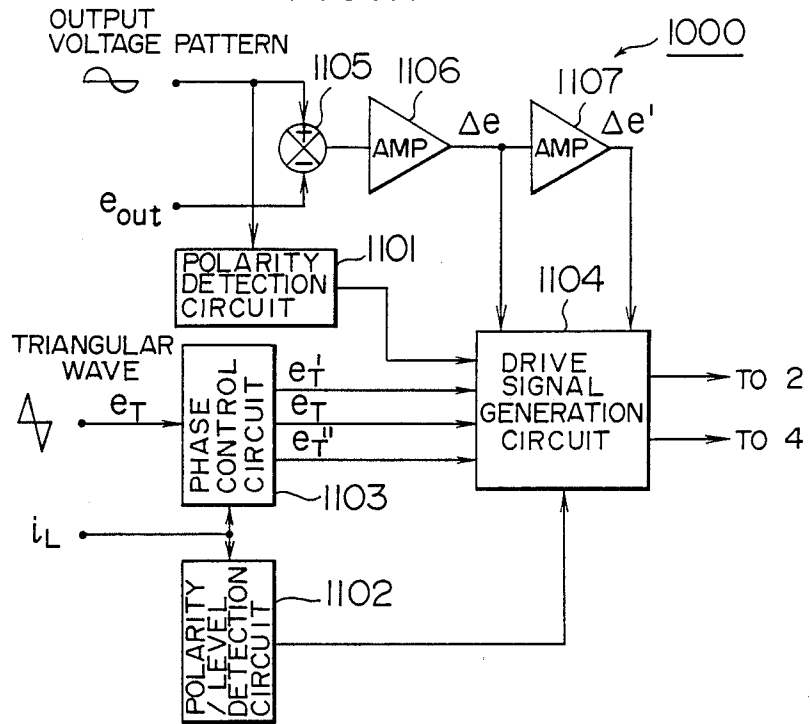 OUTPUT
VOLTAGE PATTERN
1000
1105
1106
1107
+
−
AMP
Δe
AMP
Δe'
e_out
POLARITY
DETECTION
CIRCUIT
1101
1104
TRIANGULAR
WAVE
e_T
PHASE
CONTROL
CIRCUIT
e_T'
e_T
e_T''
DRIVE
SIGNAL
GENERATION
CIRCUIT
TO 2
TO 4
1103
i_L
POLARITY
/ LEVEL
DETECTION
CIRCUIT
1102